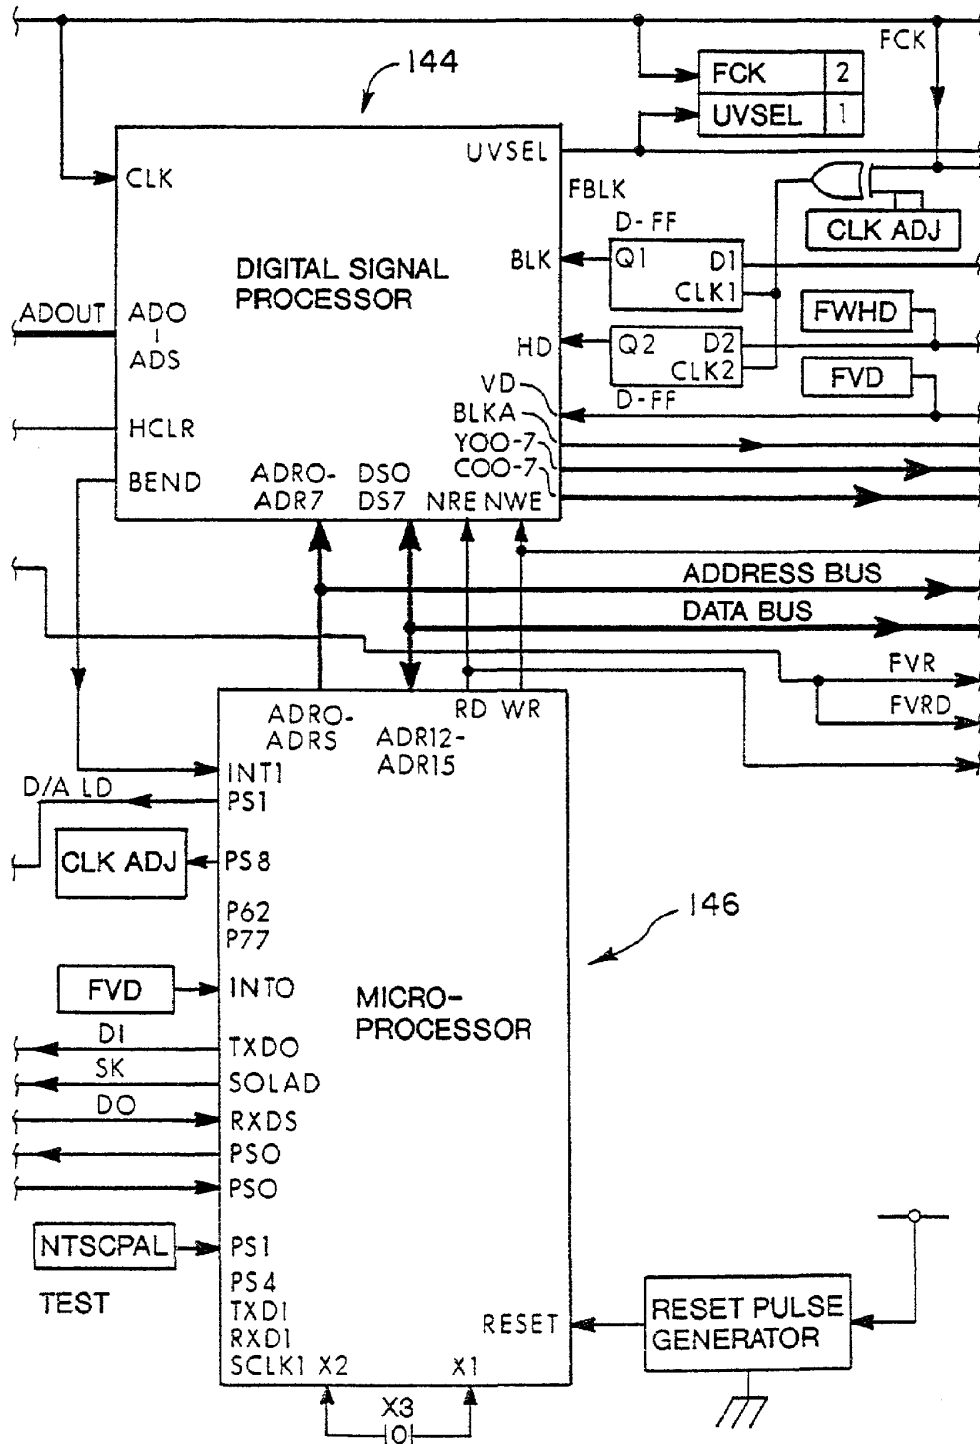 FCK
144
FCK 2
UVSEL 1
UVSEL
CLK
FBLK
CLK ADJ
D-FF
DIGITAL SIGNAL
PROCESSOR
BLK
Q1 D1
CLK1
ADOUT
ADO
ADS
FWHD
HD
Q2 D2
CLK2
FVD
VD
D-FF
HCLR
BLKA
YOO-7
COO-7
BEND
ADRO-
ADR7
DSO
DS7
NRE NWE
ADDRESS BUS
DATA BUS
FVR
FVRD
ADRO-
ADRS
ADR12-
ADR15
RD WR
INT1
D/A LD
PS1
CLK ADJ
PS8
146
P62
P77
FVD
INTO
MICRO-
PROCESSOR
DI
TXDO
SK
SOLAD
DO
RXDS
PSO
PSO
NTSCPAL
PS1
TEST
PS4
TXDI
RXDI
SCLK1 X2 X1
RESET
RESET PULSE
GENERATOR
X3